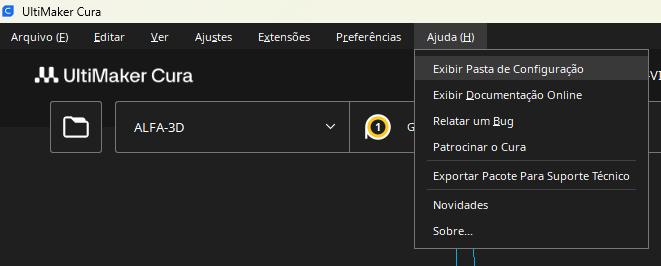 UltiMaker Cura
Arquivo (F) Editar Ver Ajustes Extensões Preferências Ajuda (H)
UltiMaker Cura
Exibir Pasta de Configuração
Exibir Documentação Online
Relatar um Bug
Patrocinar o Cura
Exportar Pacote Para Suporte Técnico
Novidades
Sobre...
ALFA-3D
1
G